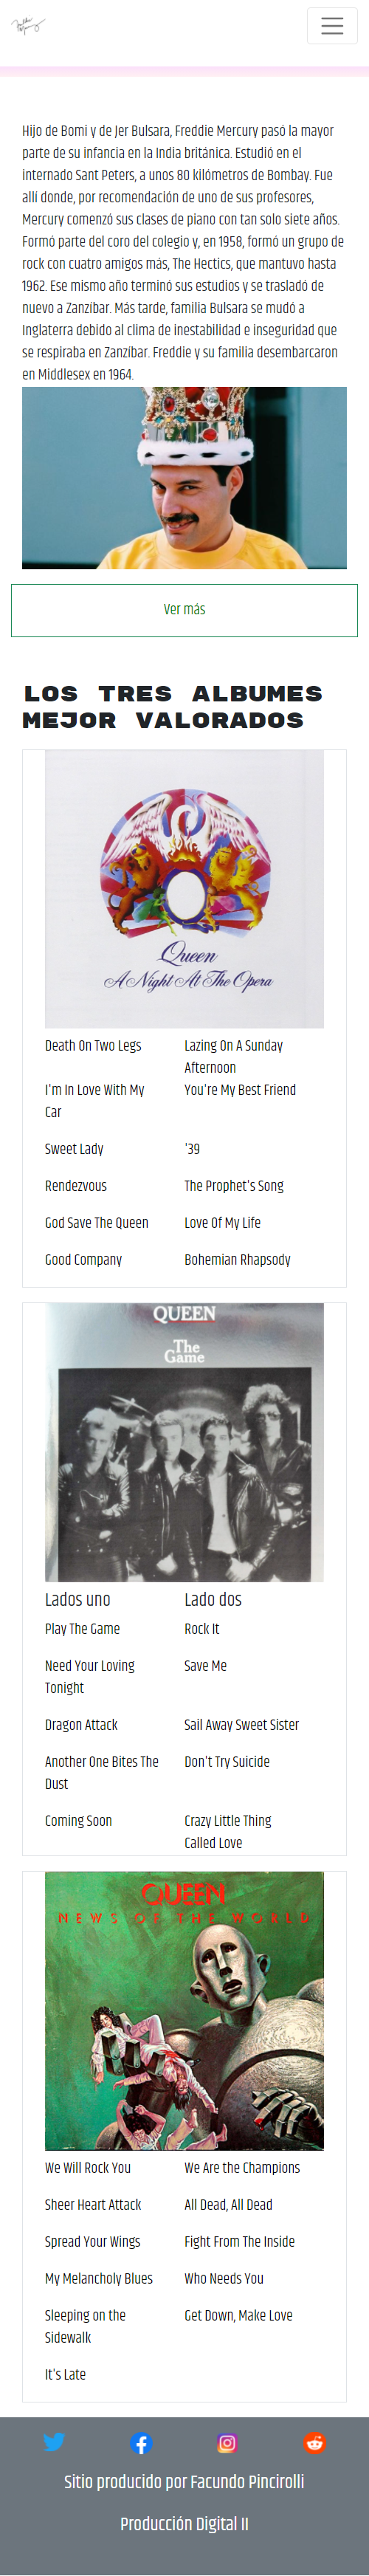 Hijo de Bomi y de Jer Bulsara, Freddie Mercury pasó la mayor
parte de su infancia en la India británica. Estudió en el
internado Sant Peters, a unos 80 kilómetros de Bombay. Fue
allí donde, por recomendación de uno de sus profesores,
Mercury comenzó sus clases de piano con tan solo siete años.
Formó parte del coro del colegio y, en 1958, formó un grupo de
rock con cuatro amigos más, The Hectics, que mantuvo hasta
1962. Ese mismo año terminó sus estudios y se trasladó de
nuevo a Zanzíbar. Más tarde, familia Bulsara se mudó a
Inglaterra debido al clima de inestabilidad e inseguridad que
se respiraba en Zanzíbar. Freddie y su familia desembarcaron
en Middlesex en 1964.
Ver más
LOS TRES ALBUMES
MEJOR VALORADOS
Queen
A Night At The Opera
Death On Two Legs
Lazing On A Sunday
Afternoon
I'm In Love With My
Car
You're My Best Friend
Sweet Lady
'39
Rendezvous
The Prophet's Song
God Save The Queen
Love Of My Life
Good Company
Bohemian Rhapsody
QUEEN
The
Game
Lados uno
Lado dos
Play The Game
Rock It
Need Your Loving
Tonight
Save Me
Dragon Attack
Sail Away Sweet Sister
Another One Bites The
Dust
Don't Try Suicide
Coming Soon
Crazy Little Thing
Called Love
QUEEN
NEWS OF THE WORLD
We Will Rock You
We Are the Champions
Sheer Heart Attack
All Dead, All Dead
Spread Your Wings
Fight From The Inside
My Melancholy Blues
Who Needs You
Sleeping on the
Sidewalk
Get Down, Make Love
It's Late
Sitio producido por Facundo Pincirolli
Producción Digital II